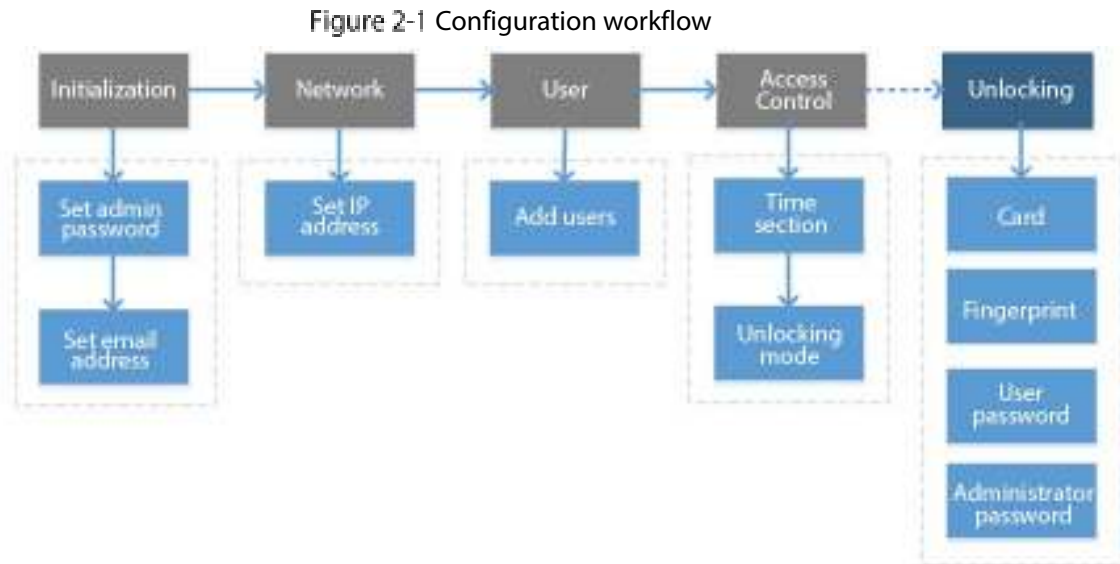 Figure 2-1 Configuration workflow
Initialization
Network
User
Access
Control
Unlocking
Set admin
password
Set email
address
Set IP
address
Add users
Time
section
Unlocking
mode
Card
Fingerprint
User
password
Administrator
password